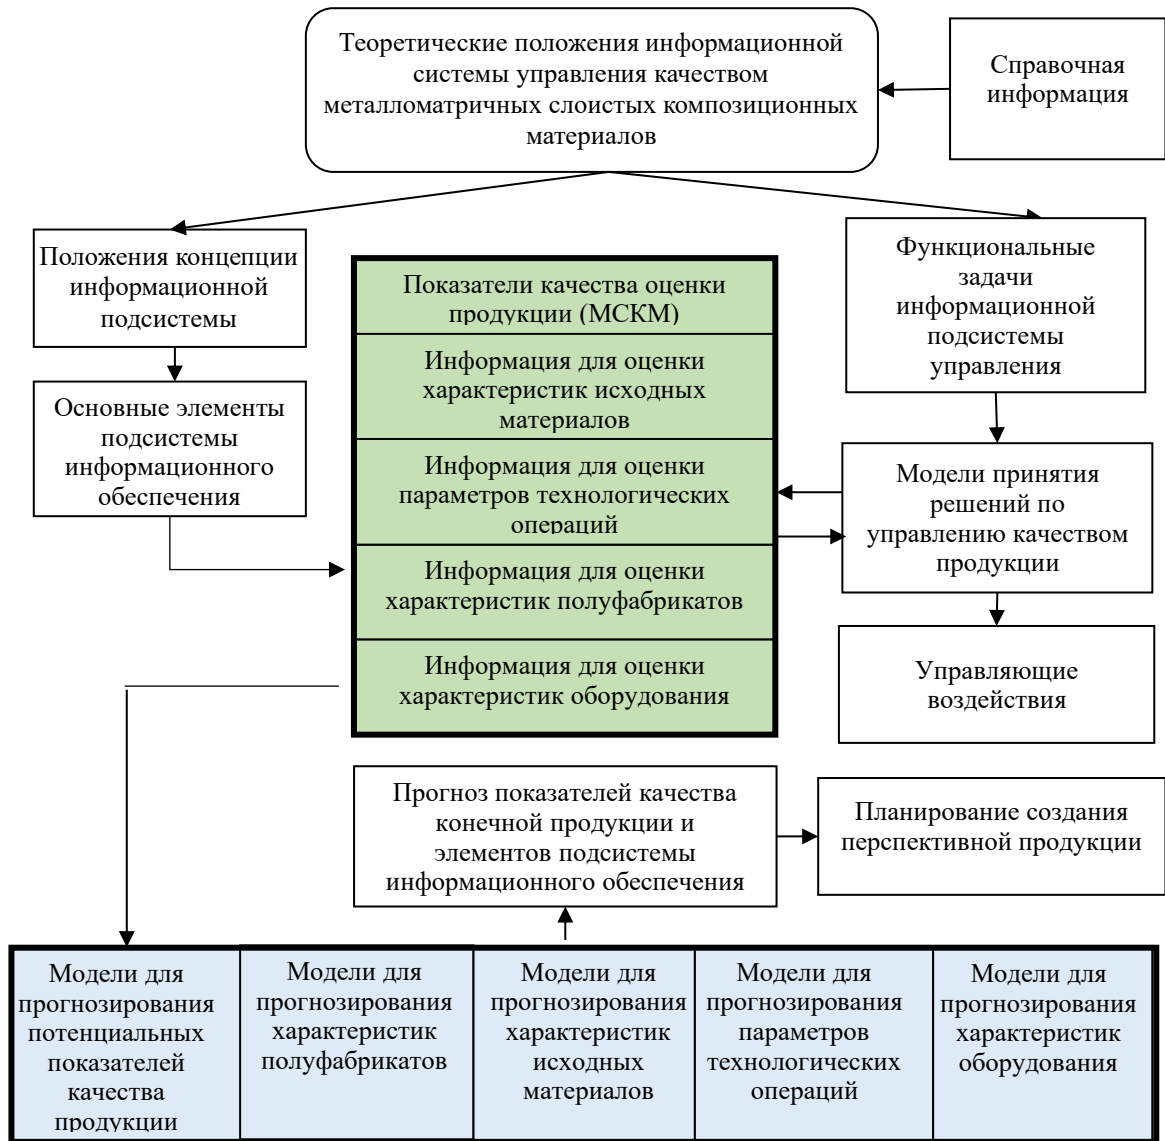 Теоретические положения информационной
системы управления качеством
металломатричных слоистых композиционных
материалов
Справочная
информация
Положения концепции
информационной
подсистемы
Основные элементы
подсистемы
информационного
обеспечения
Показатели качества оценки
продукции (МСКМ)
Информация для оценки
характеристик исходных
материалов
Информация для оценки
параметров технологических
операций
Информация для оценки
характеристик полуфабрикатов
Информация для оценки
характеристик оборудования
Функциональные
задачи
информационной
подсистемы
управления
Модели принятия
решений по
управлению качеством
продукции
Управляющие
воздействия
Прогноз показателей качества
конечной продукции и
элементов подсистемы
информационного обеспечения
Планирование создания
перспективной продукции
Модели для
прогнозирования
потенциальных
показателей
качества
продукции
Модели для
прогнозирования
характеристик
полуфабрикатов
Модели для
прогнозирования
характеристик
исходных
материалов
Модели для
прогнозирования
параметров
технологических
операций
Модели для
прогнозирования
характеристик
оборудования